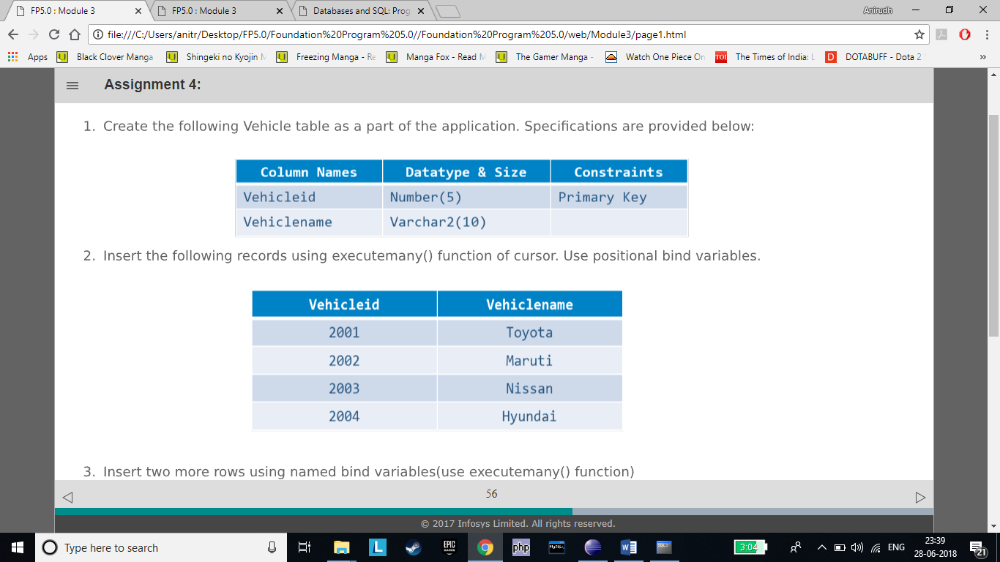 FP5.0 : Module 3
FP5.0 : Module 3
Databases and SQL: Prog
Anirudh
file:///C:/Users/anitr/Desktop/FP5.0/Foundation%20Program%205.0//Foundation%20Program%205.0/web/Module3/page1.html
Apps Black Clover Manga Shingeki no Kyojin Freezing Manga - Re Manga Fox - Read The Gamer Manga - Watch One Piece On TOI The Times of India: D DOTABUFF - Dota 2 »
Assignment 4:
1. Create the following Vehicle table as a part of the application. Specifications are provided below:
Column Names Datatype & Size Constraints
Vehicleid Number(5) Primary Key
Vehiclename Varchar2(10)
2. Insert the following records using executemany() function of cursor. Use positional bind variables.
Vehicleid Vehiclename
2001 Toyota
2002 Maruti
2003 Nissan
2004 Hyundai
3. Insert two more rows using named bind variables(use executemany() function)
56
© 2017 Infosys Limited. All rights reserved.
Type here to search
L
EPIC GAMES
php
MySQL
SQL
3:04
ENG
23:39
28-06-2018
21